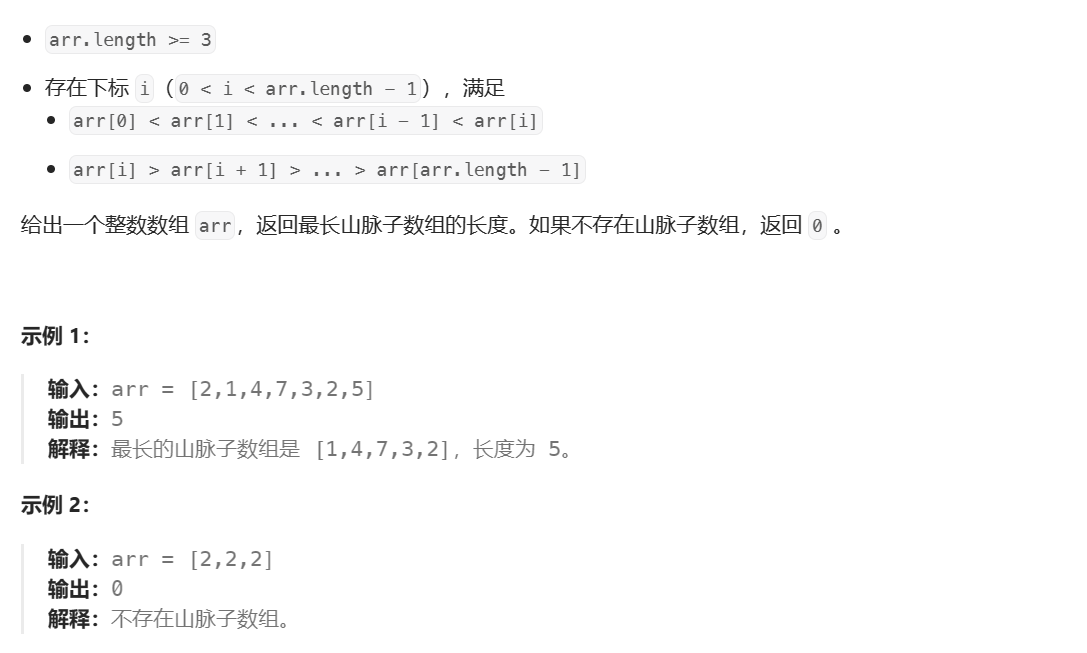 arr.length >= 3
存在下标 i（0 < i < arr.length - 1），满足
arr[0] < arr[1] < ... < arr[i - 1] < arr[i]
arr[i] > arr[i + 1] > ... > arr[arr.length - 1]
给出一个整数数组 arr，返回最长山脉子数组的长度。如果不存在山脉子数组，返回 0 。
示例 1：
输入：arr = [2,1,4,7,3,2,5]
输出：5
解释：最长的山脉子数组是 [1,4,7,3,2]，长度为 5。
示例 2：
输入：arr = [2,2,2]
输出：0
解释：不存在山脉子数组。